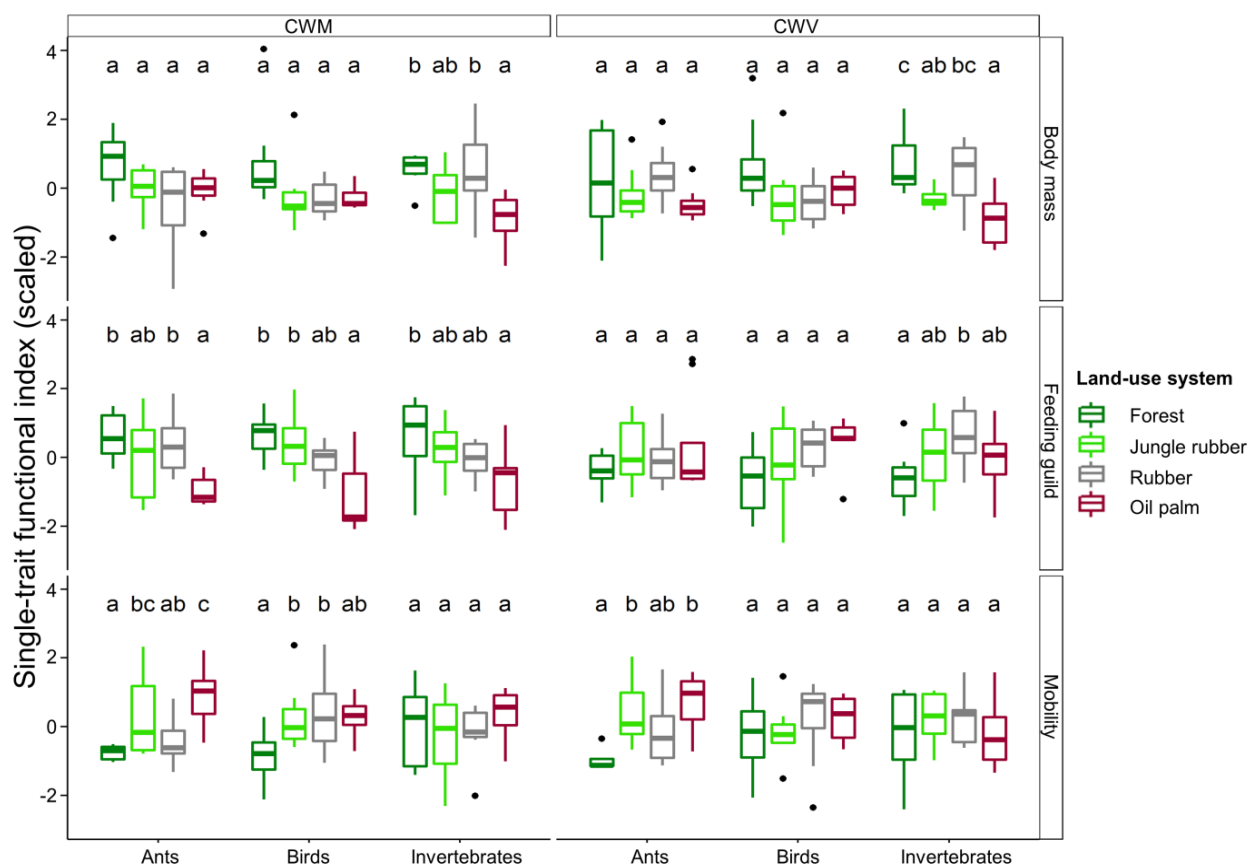 CWM CWV
4 a a a a a a a a b ab b a a a a a a a a a c ab bc a
2
0
-2
Body mass
4
b ab b a b b ab a b ab ab a a a a a a a a a a ab b ab
2
0
-2
Feeding guild
4
a bc ab c a b b ab a a a a a b ab b a a a a a a a a
2
0
-2
Mobility
Single-trait functional index (scaled)
Ants Birds Invertebrates Ants Birds Invertebrates
Land-use system
Forest
Jungle rubber
Rubber
Oil palm